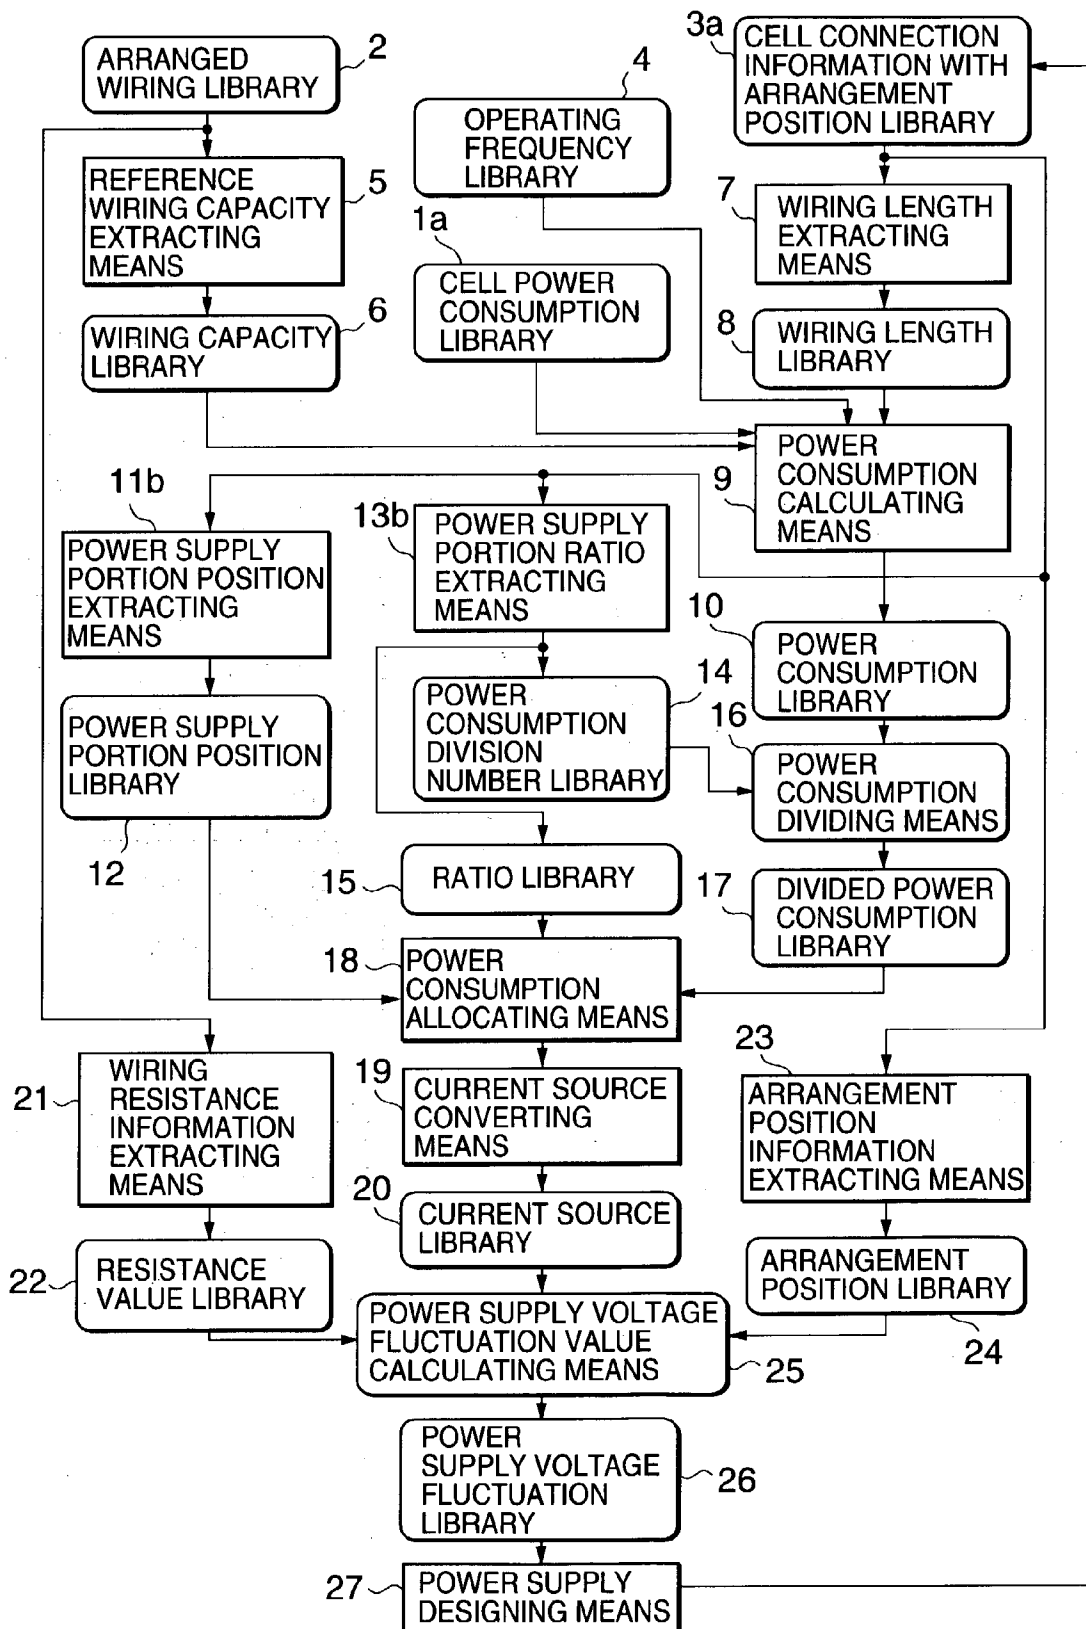 2
ARRANGED
WIRING LIBRARY
4
OPERATING
FREQUENCY
LIBRARY
3a
CELL CONNECTION
INFORMATION WITH
ARRANGEMENT
POSITION LIBRARY
5
REFERENCE
WIRING CAPACITY
EXTRACTING
MEANS
1a
CELL POWER
CONSUMPTION
LIBRARY
7
WIRING LENGTH
EXTRACTING
MEANS
6
WIRING CAPACITY
LIBRARY
8
WIRING LENGTH
LIBRARY
9
POWER
CONSUMPTION
CALCULATING
MEANS
11b
POWER SUPPLY
PORTION POSITION
EXTRACTING
MEANS
13b
POWER SUPPLY
PORTION RATIO
EXTRACTING
MEANS
10
POWER
CONSUMPTION
LIBRARY
12
POWER SUPPLY
PORTION POSITION
LIBRARY
14
POWER
CONSUMPTION
DIVISION
NUMBER LIBRARY
16
POWER
CONSUMPTION
DIVIDING MEANS
15
RATIO LIBRARY
17
DIVIDED POWER
CONSUMPTION
LIBRARY
18
POWER
CONSUMPTION
ALLOCATING MEANS
21
WIRING
RESISTANCE
INFORMATION
EXTRACTING
MEANS
19
CURRENT SOURCE
CONVERTING
MEANS
23
ARRANGEMENT
POSITION
INFORMATION
EXTRACTING MEANS
20
CURRENT SOURCE
LIBRARY
22
RESISTANCE
VALUE LIBRARY
ARRANGEMENT
POSITION LIBRARY
24
POWER SUPPLY VOLTAGE
FLUCTUATION VALUE
CALCULATING MEANS
25
POWER
SUPPLY VOLTAGE
FLUCTUATION
LIBRARY
26
27
POWER SUPPLY
DESIGNING MEANS